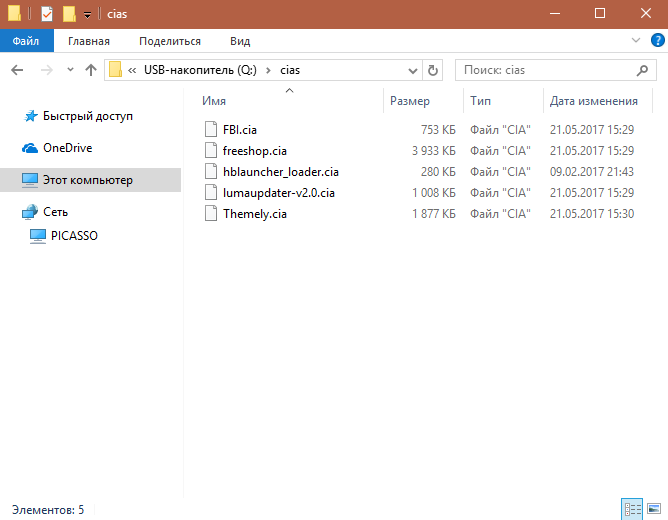 cias
Файл Главная Поделиться Вид
« USB-накопитель (Q:) > cias
Поиск: cias
Имя Размер Тип Дата изменения
Быстрый доступ
OneDrive
Этот компьютер
Сеть
PICASSO
FBI.cia 753 КБ Файл "CIA" 21.05.2017 15:29
freeshop.cia 3 933 КБ Файл "CIA" 21.05.2017 15:29
hblauncher_loader.cia 280 КБ Файл "CIA" 09.02.2017 21:43
lumaupdater-v2.0.cia 1 008 КБ Файл "CIA" 21.05.2017 15:29
Themely.cia 1 877 КБ Файл "CIA" 21.05.2017 15:30
Элементов: 5